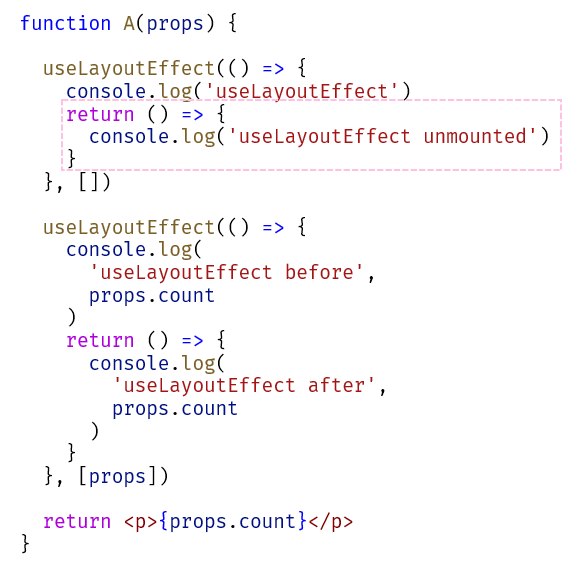 function A(props) {
  useLayoutEffect(() => {
    console.log('useLayoutEffect')
    return () => {
      console.log('useLayoutEffect unmounted')
    }
  }, [])
  useLayoutEffect(() => {
    console.log(
      'useLayoutEffect before',
      props.count
    )
    return () => {
      console.log(
        'useLayoutEffect after',
        props.count
      )
    }
  }, [props])
  return <p>{props.count}</p>
}